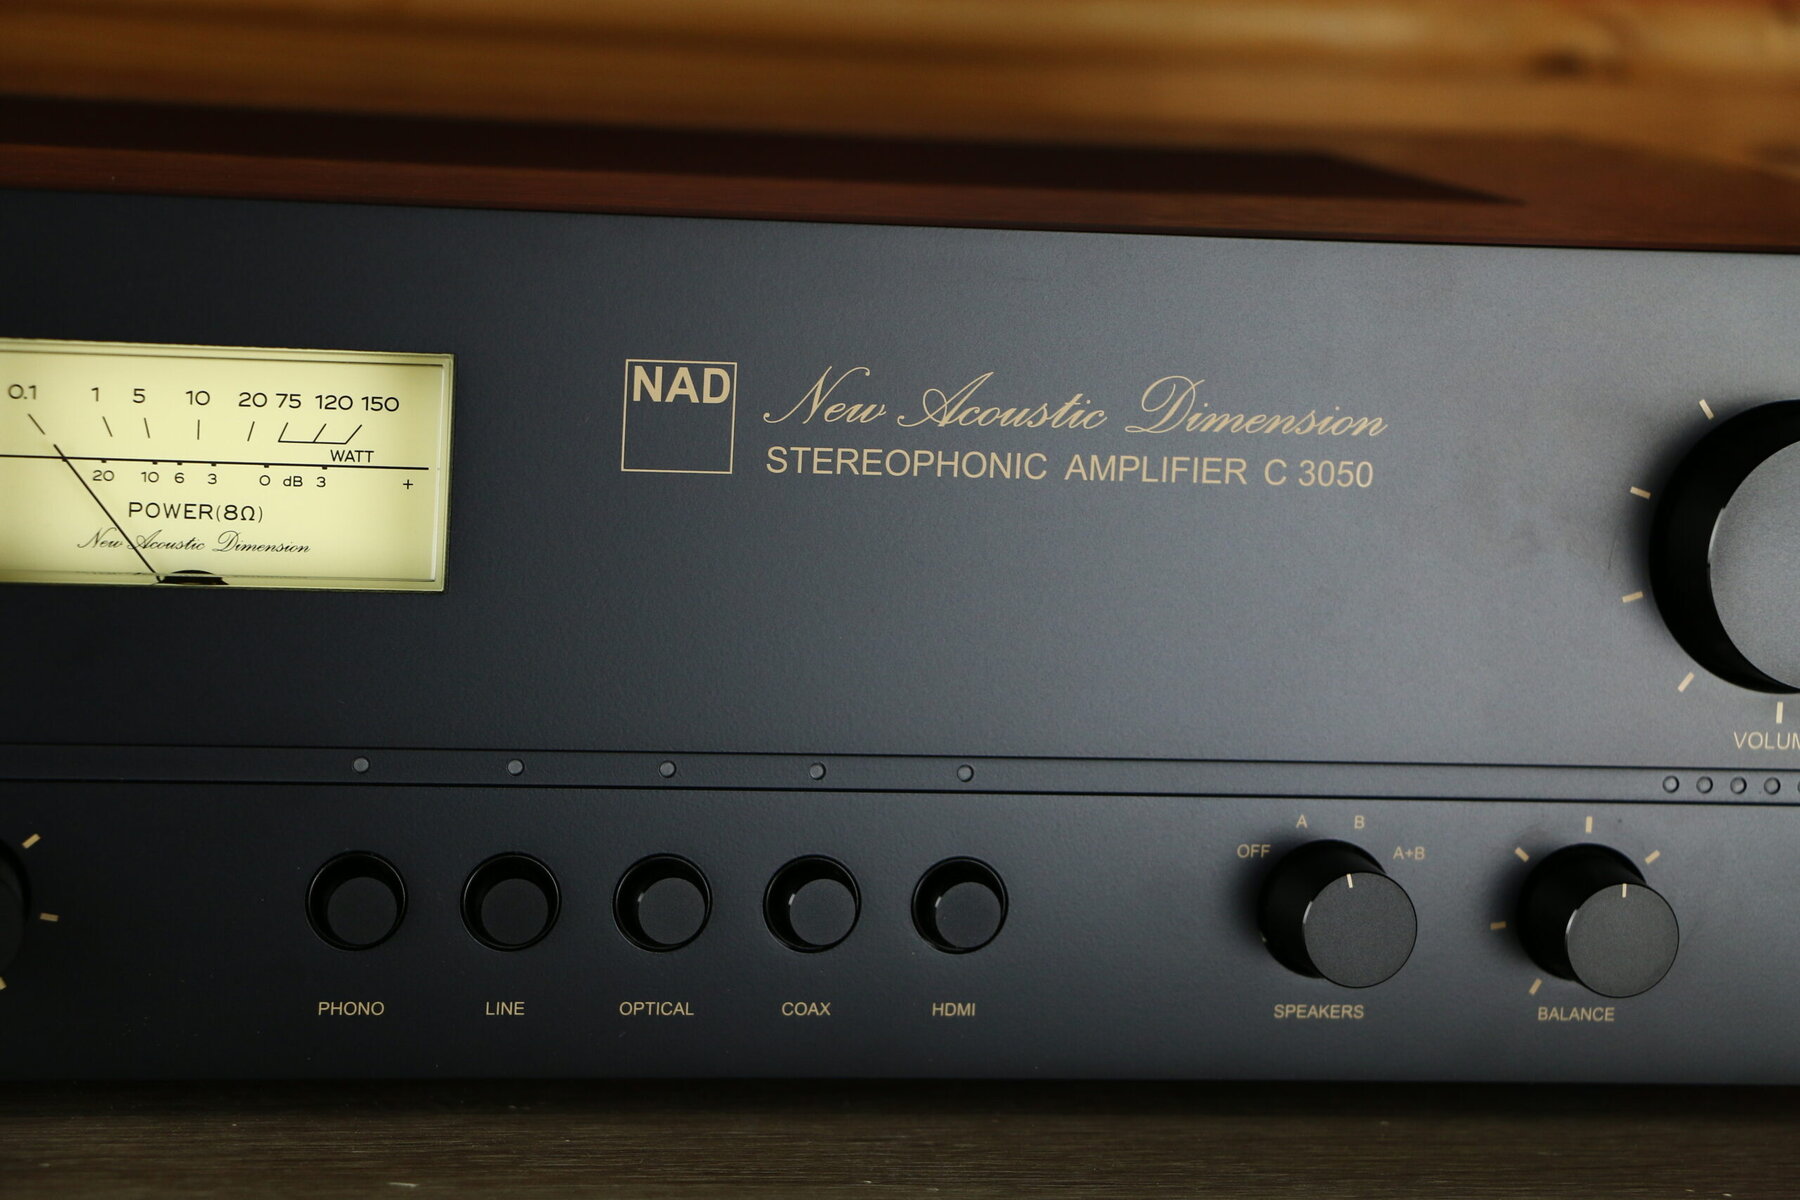 0.1 1 5 10 20 75 120 150
WATT
20 10 6 3 0 dB 3 +
POWER(8Ω)
New Acoustic Dimension
NAD
New Acoustic Dimension
STEREOPHONIC AMPLIFIER C 3050
VOLUM
A B
OFF A+B
PHONO LINE OPTICAL COAX HDMI SPEAKERS BALANCE